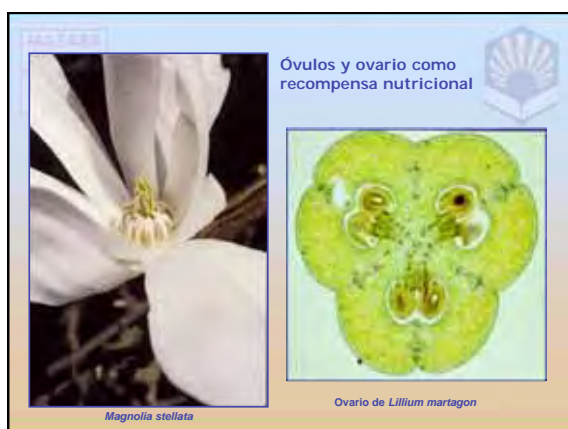 Óvulos y ovario como
recompensa nutricional
Ovario de Lillium martagon
Magnolia stellata